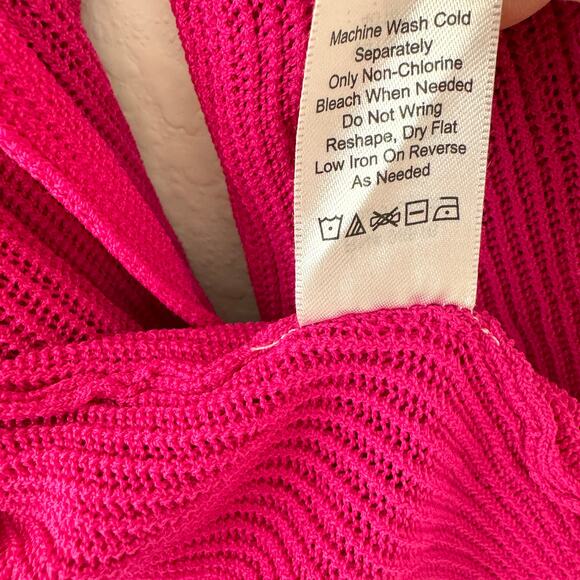 Machine Wash Cold
Separately
Only Non-Chlorine
Bleach When Needed
Do Not Wring
Reshape, Dry Flat
Low Iron On Reverse
As Needed